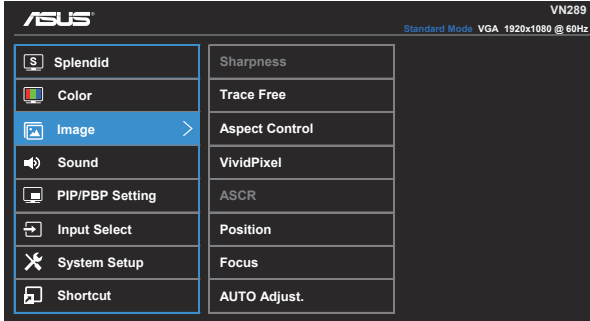 ASUS
VN289
Standard Mode VGA 1920x1080 @ 60Hz
S Splendid
Color
Image
Sound
PIP/PBP Setting
Input Select
System Setup
Shortcut
Sharpness
Trace Free
Aspect Control
VividPixel
ASCR
Position
Focus
AUTO Adjust.